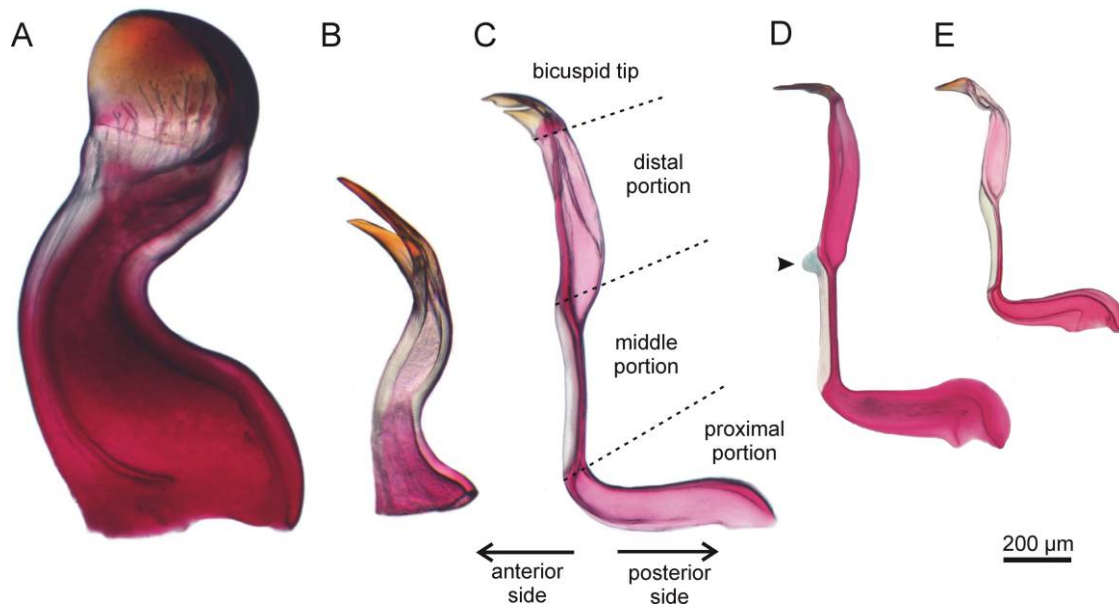 A
B
C
D
E
bicuspid tip
distal
portion
middle
portion
proximal
portion
anterior
side
posterior
side
200 µm